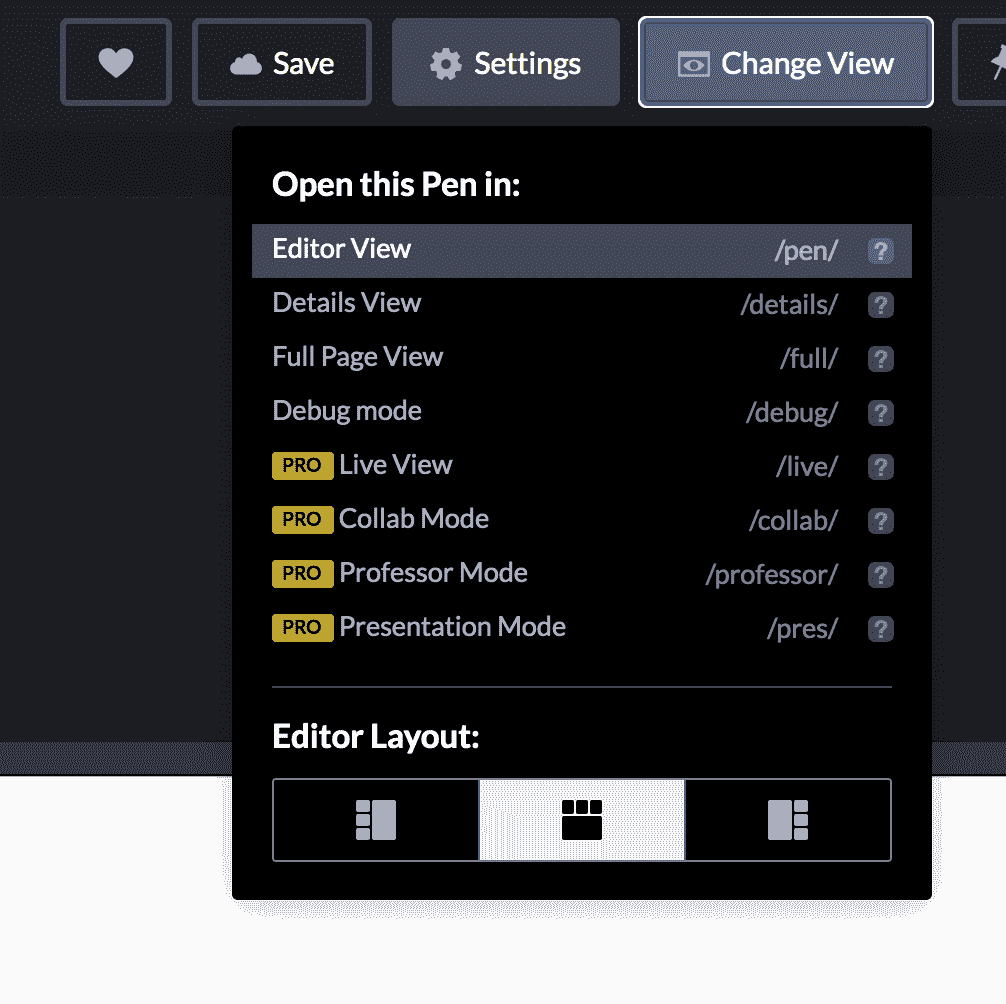 Save
Settings
Change View
Open this Pen in:
Editor View /pen/ ?
Details View /details/ ?
Full Page View /full/ ?
Debug mode /debug/ ?
PRO Live View /live/ ?
PRO Collab Mode /collab/ ?
PRO Professor Mode /professor/ ?
PRO Presentation Mode /pres/ ?
Editor Layout: